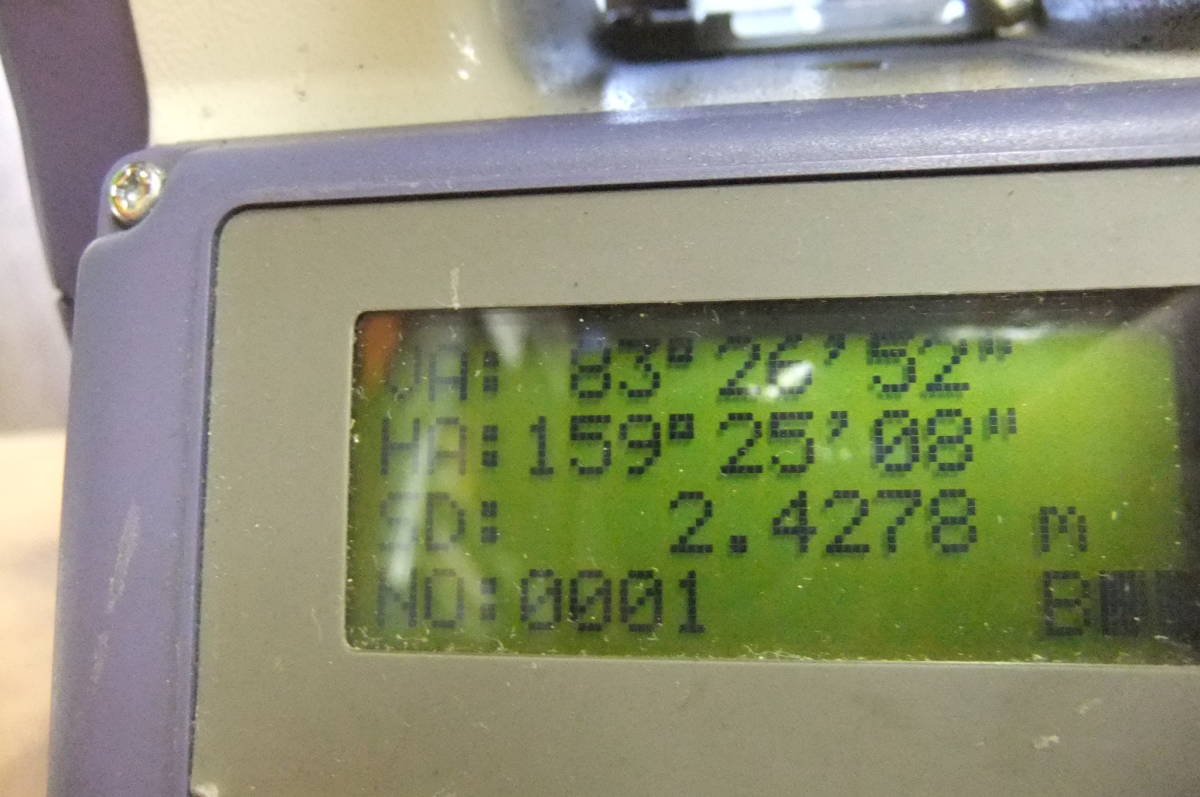 VA: 83°26'52"
HA:159°25'08"
SD: 2.4278 m
NO:0001 B